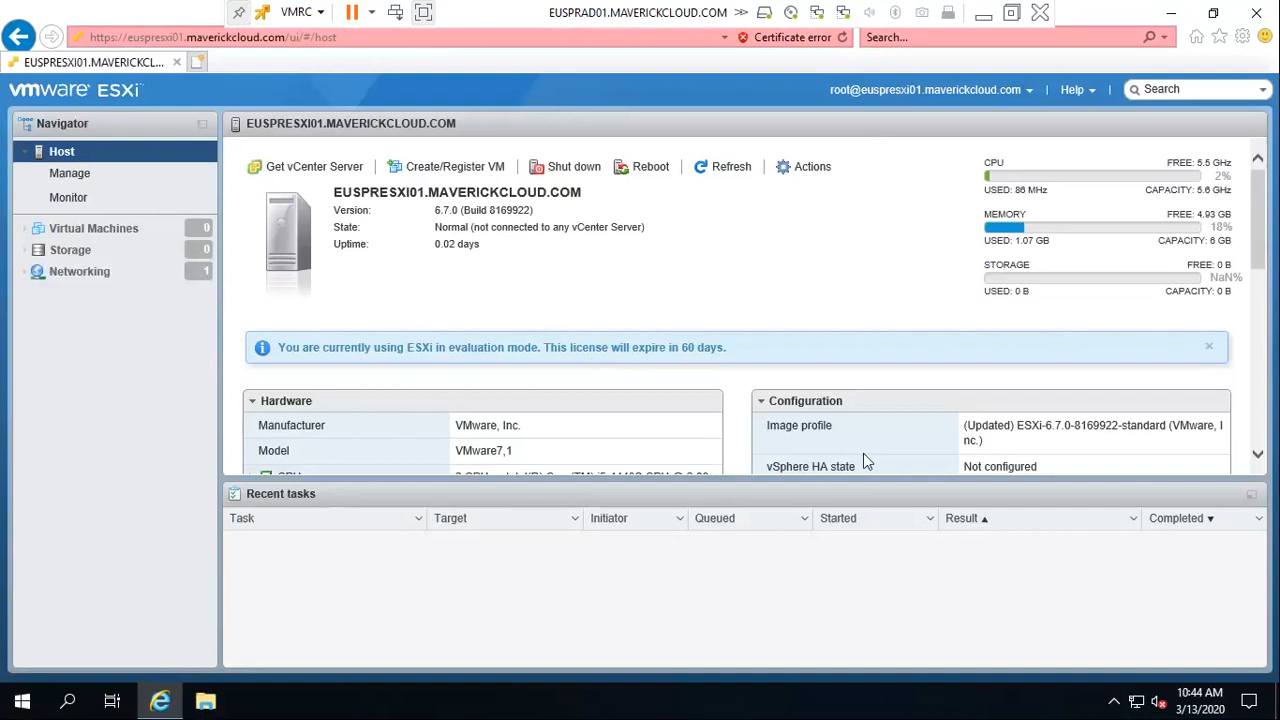 VMRC
EUSPRAD01.MAVERICKCLOUD.COM
https://euspresxi01.maverickcloud.com/ui/#/host
Certificate error
Search...
EUSPRESXI01.MAVERICKCL...
vmware ESXi
root@euspresxi01.maverickcloud.com
Help
Search
Navigator
Host
Manage
Monitor
Virtual Machines 0
Storage 0
Networking 1
EUSPRESXI01.MAVERICKCLOUD.COM
Get vCenter Server
Create/Register VM
Shut down
Reboot
Refresh
Actions
EUSPRESXI01.MAVERICKCLOUD.COM
Version: 6.7.0 (Build 8169922)
State: Normal (not connected to any vCenter Server)
Uptime: 0.02 days
CPU FREE: 5.5 GHz
2%
USED: 86 MHz CAPACITY: 5.6 GHz
MEMORY FREE: 4.93 GB
18%
USED: 1.07 GB CAPACITY: 6 GB
STORAGE FREE: 0 B
NaN%
USED: 0 B CAPACITY: 0 B
You are currently using ESXi in evaluation mode. This license will expire in 60 days.
Hardware
Manufacturer VMware, Inc.
Model VMware7,1
Configuration
Image profile (Updated) ESXi-6.7.0-8169922-standard (VMware, I
nc.)
vSphere HA state Not configured
Recent tasks
Task Target Initiator Queued Started Result Completed
10:44 AM
3/13/2020